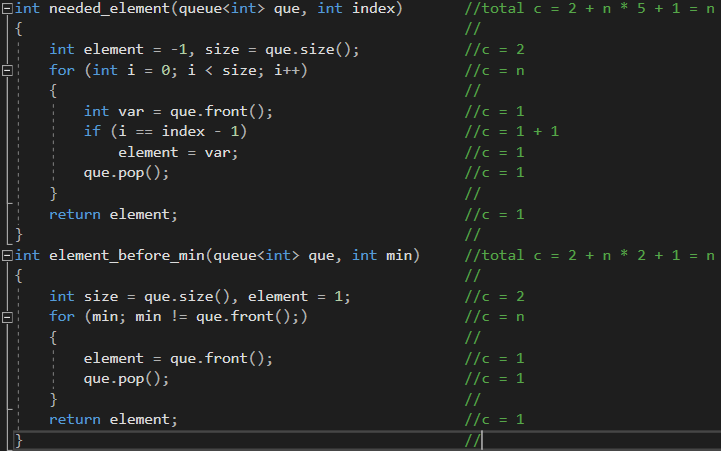 int needed_element(queue<int> que, int index) //total c = 2 + n * 5 + 1 = n
{ //
int element = -1, size = que.size(); //c = 2
for (int i = 0; i < size; i++) //c = n
{ //
int var = que.front(); //c = 1
if (i == index - 1) //c = 1 + 1
element = var; //c = 1
que.pop(); //c = 1
} //
return element; //c = 1
} //
int element_before_min(queue<int> que, int min) //total c = 2 + n * 2 + 1 = n
{ //
int size = que.size(), element = 1; //c = 2
for (min; min != que.front();) //c = n
{ //
element = que.front(); //c = 1
que.pop(); //c = 1
} //
return element; //c = 1
} //